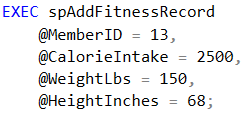 EXEC spAddFitnessRecord
@MemberID = 13,
@CalorieIntake = 2500,
@WeightLbs = 150,
@HeightInches = 68;